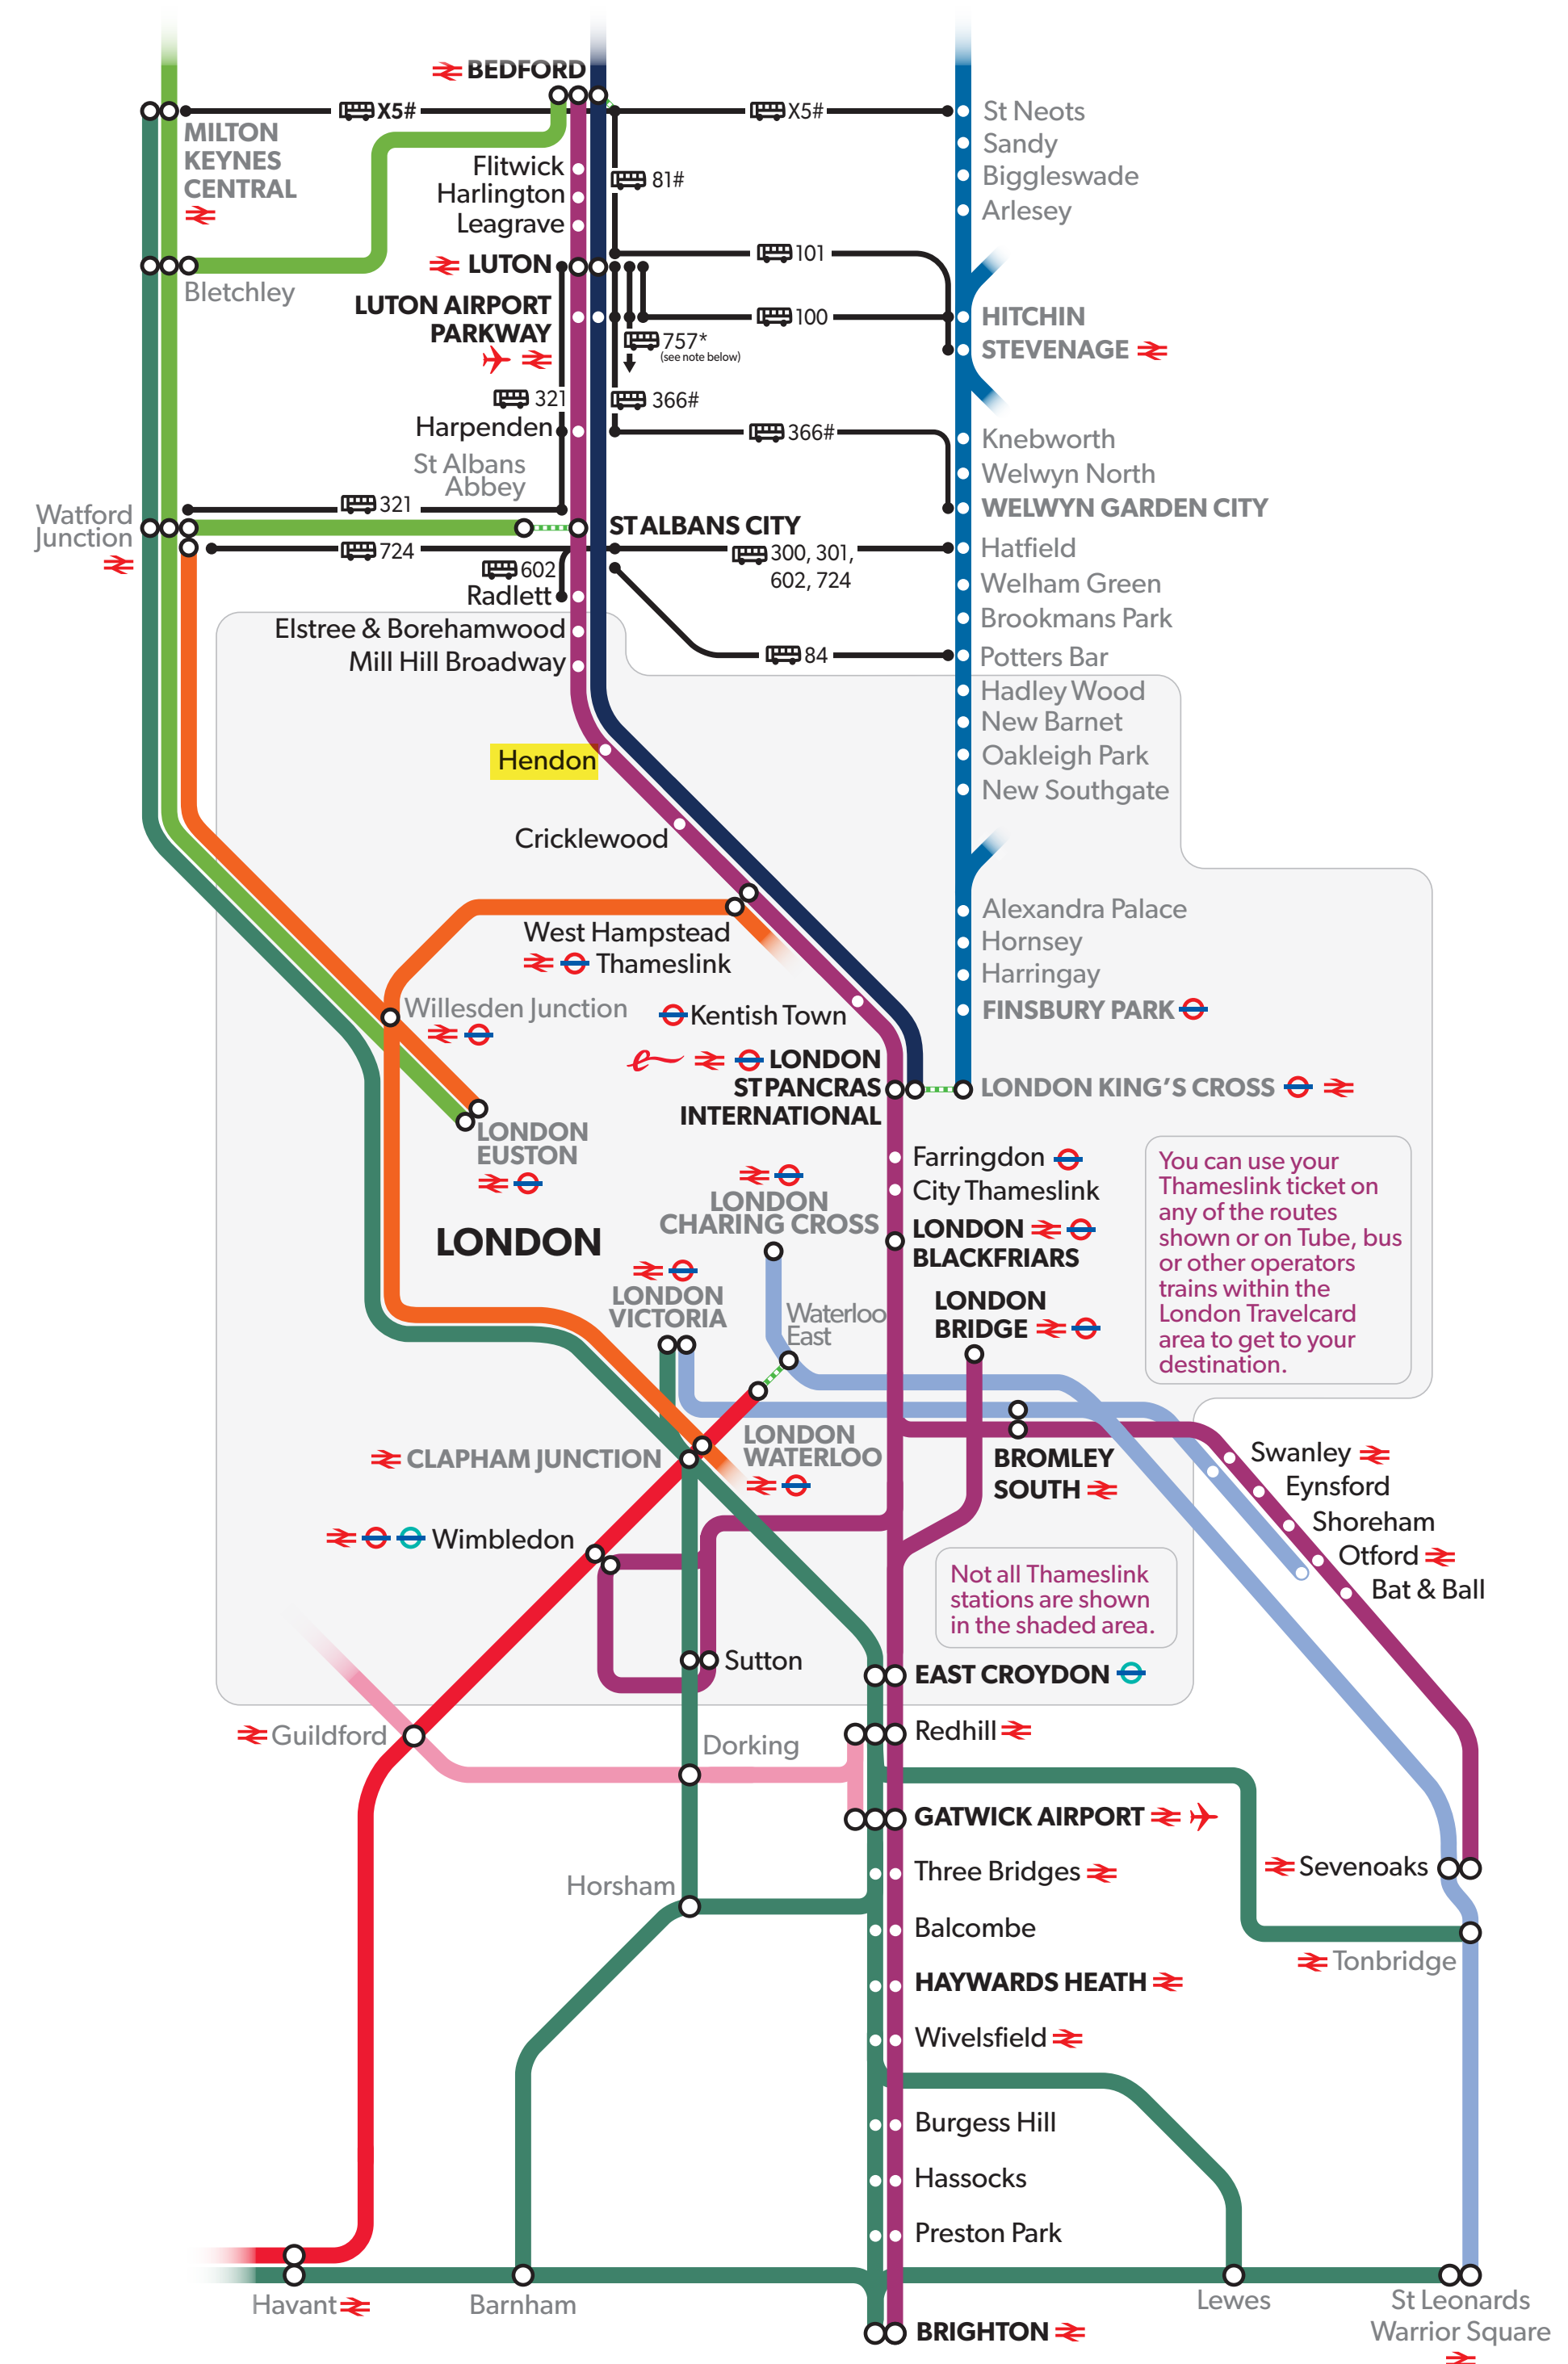 BEDFORD
X5#
X5#
St Neots
MILTON
KEYNES
CENTRAL
Sandy
Flitwick
81#
Biggleswade
Harlington
Arlesey
Leagrave
101
LUTON
Bletchley
LUTON AIRPORT
PARKWAY
100
HITCHIN
757*
(see note below)
STEVENAGE
321
366#
Harpenden
366#
Knebworth
St Albans
Abbey
Welwyn North
321
WELWYN GARDEN CITY
Watford
Junction
ST ALBANS CITY
724
300, 301,
602, 724
Hatfield
602
Radlett
Welham Green
Elstree & Borehamwood
Brookmans Park
Mill Hill Broadway
84
Potters Bar
Hadley Wood
New Barnet
Hendon
Oakleigh Park
New Southgate
Cricklewood
Alexandra Palace
West Hampstead
Thameslink
Hornsey
Harringay
Willesden Junction
Kentish Town
FINSBURY PARK
LONDON
ST PANCRAS
INTERNATIONAL
LONDON KING'S CROSS
LONDON
EUSTON
Farringdon
City Thameslink
You can use your
Thameslink ticket on
any of the routes
shown or on Tube, bus
or other operators
trains within the
London Travelcard
area to get to your
destination.
LONDON
CHARING CROSS
LONDON
LONDON
BLACKFRIARS
LONDON
VICTORIA
Waterloo
East
LONDON
BRIDGE
CLAPHAM JUNCTION
LONDON
WATERLOO
BROMLEY
SOUTH
Swanley
Eynsford
Shoreham
Wimbledon
Otford
Bat & Ball
Not all Thameslink
stations are shown
in the shaded area.
Sutton
EAST CROYDON
Guildford
Redhill
Dorking
GATWICK AIRPORT
Three Bridges
Sevenoaks
Horsham
Balcombe
Tonbridge
HAYWARDS HEATH
Wivelsfield
Burgess Hill
Hassocks
Preston Park
Havant
Barnham
Lewes
St Leonards
Warrior Square
BRIGHTON